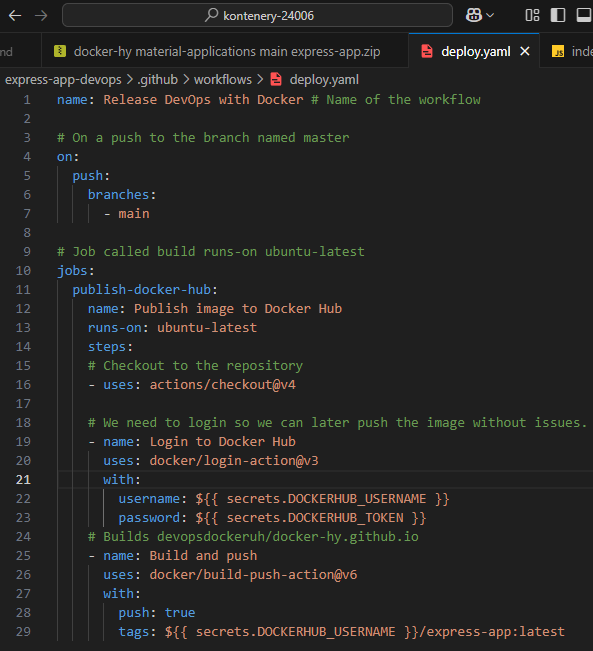 kontenery-24006
nd docker-hy material-applications main express-app.zip deploy.yaml JS inde
express-app-devops > .github > workflows > deploy.yaml
1 name: Release DevOps with Docker # Name of the workflow
2
3 # On a push to the branch named master
4 on:
5 push:
6 branches:
7 - main
8
9 # Job called build runs-on ubuntu-latest
10 jobs:
11 publish-docker-hub:
12 name: Publish image to Docker Hub
13 runs-on: ubuntu-latest
14 steps:
15 # Checkout to the repository
16 - uses: actions/checkout@v4
17
18 # We need to login so we can later push the image without issues.
19 - name: Login to Docker Hub
20 uses: docker/login-action@v3
21 with:
22 username: ${{ secrets.DOCKERHUB_USERNAME }}
23 password: ${{ secrets.DOCKERHUB_TOKEN }}
24 # Builds devopsdockeruh/docker-hy.github.io
25 - name: Build and push
26 uses: docker/build-push-action@v6
27 with:
28 push: true
29 tags: ${{ secrets.DOCKERHUB_USERNAME }}/express-app:latest